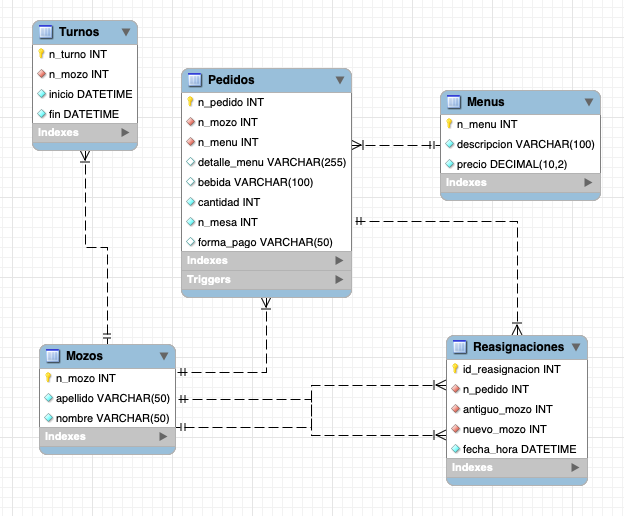 Turnos
n_turno INT
n_mozo INT
inicio DATETIME
fin DATETIME
Indexes
Pedidos
n_pedido INT
n_mozo INT
n_menu INT
detalle_menu VARCHAR(255)
bebida VARCHAR(100)
cantidad INT
n_mesa INT
forma_pago VARCHAR(50)
Indexes
Triggers
Menus
n_menu INT
descripcion VARCHAR(100)
precio DECIMAL(10,2)
Indexes
Mozos
n_mozo INT
apellido VARCHAR(50)
nombre VARCHAR(50)
Indexes
Reasignaciones
id_reasignacion INT
n_pedido INT
antiguo_mozo INT
nuevo_mozo INT
fecha_hora DATETIME
Indexes